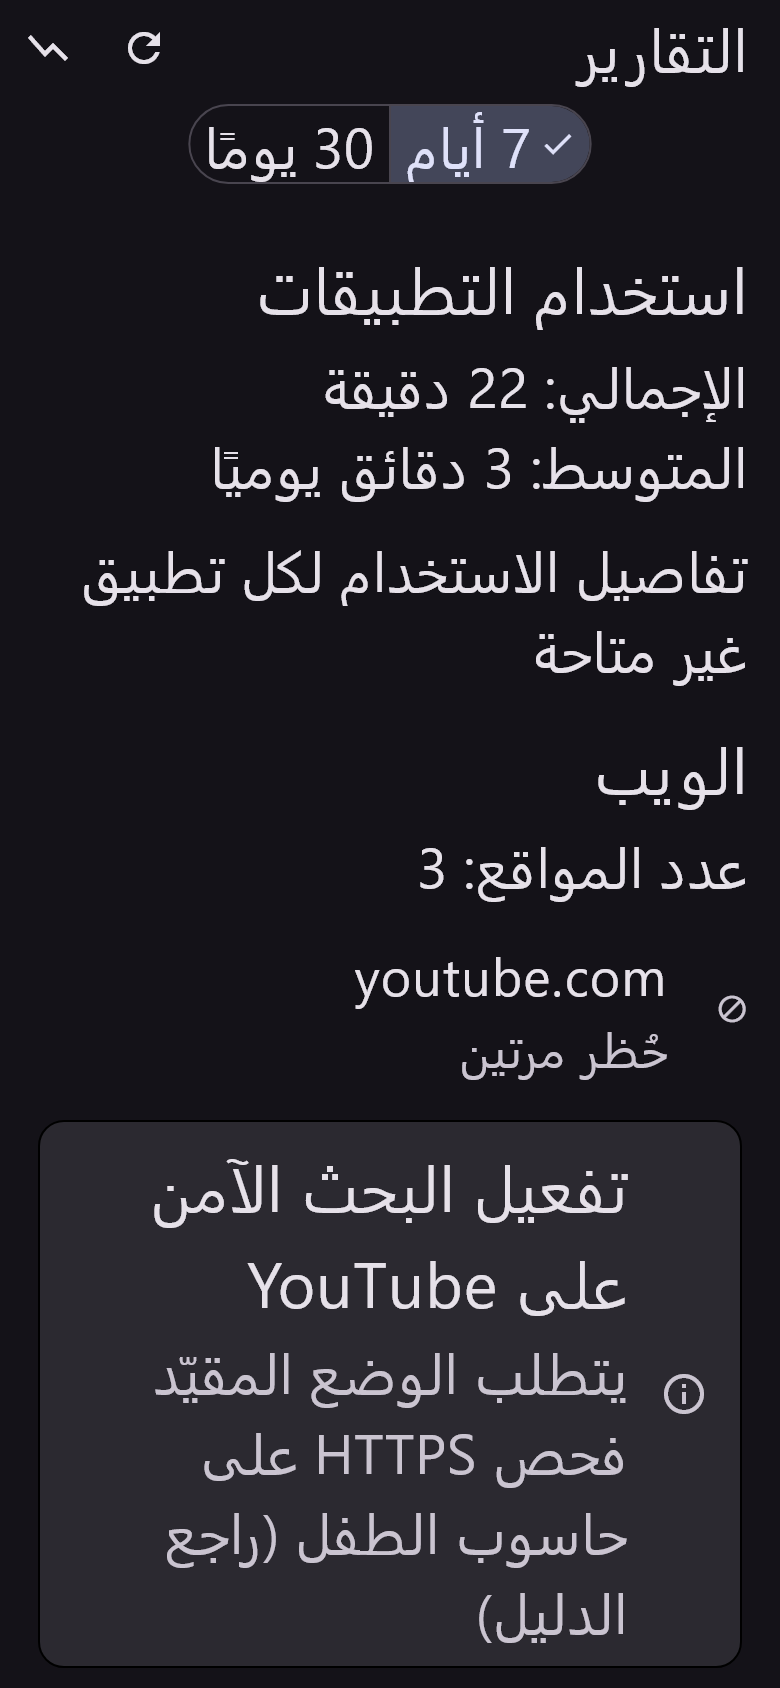 التقارير
7 أيام
30 يومًا
استخدام التطبيقات
الإجمالي: 22 دقيقة
المتوسط: 3 دقائق يوميًا
تفاصيل الاستخدام لكل تطبيق
غير متاحة
الويب
عدد المواقع: 3
youtube.com
حُظر مرتين
تفعيل البحث الآمن
على YouTube
يتطلب الوضع المقيّد
فحص HTTPS على
حاسوب الطفل (راجع
الدليل)